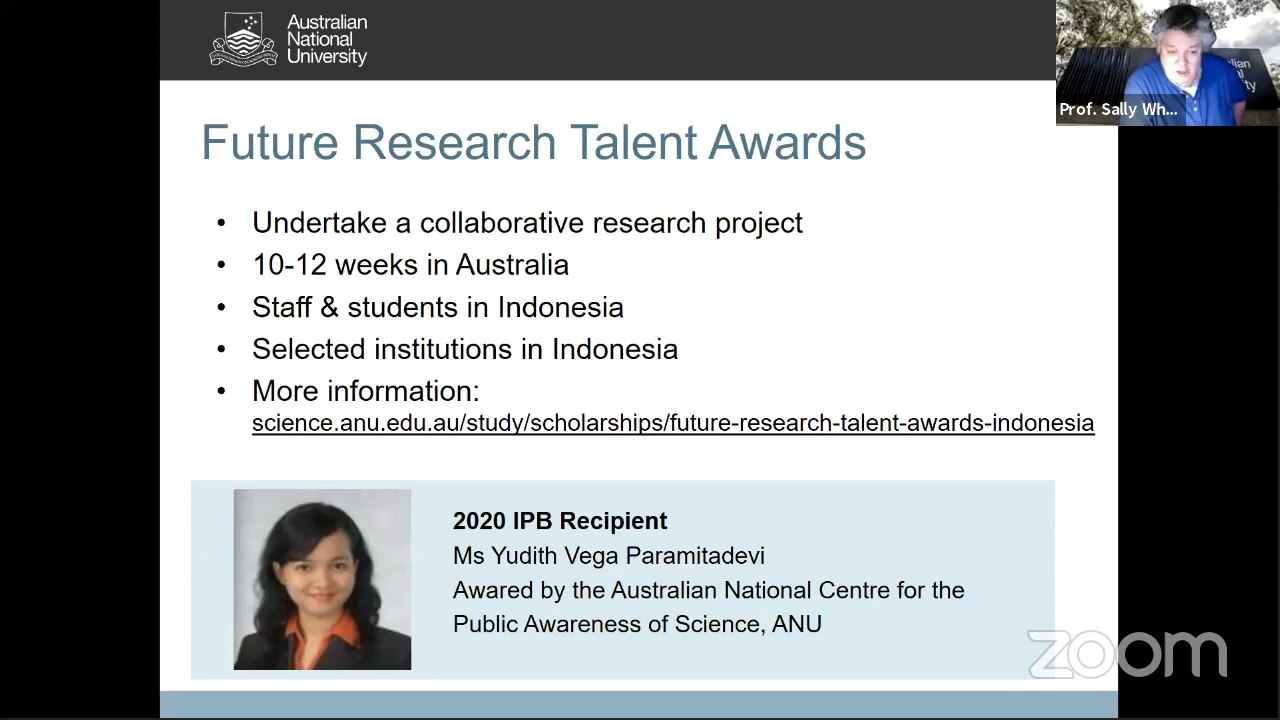 Australian
National
University
Prof. Sally Wh...
Future Research Talent Awards
• Undertake a collaborative research project
• 10-12 weeks in Australia
• Staff & students in Indonesia
• Selected institutions in Indonesia
• More information:
science.anu.edu.au/study/scholarships/future-research-talent-awards-indonesia
2020 IPB Recipient
Ms Yudith Vega Paramitadevi
Awared by the Australian National Centre for the
Public Awareness of Science, ANU
zoom